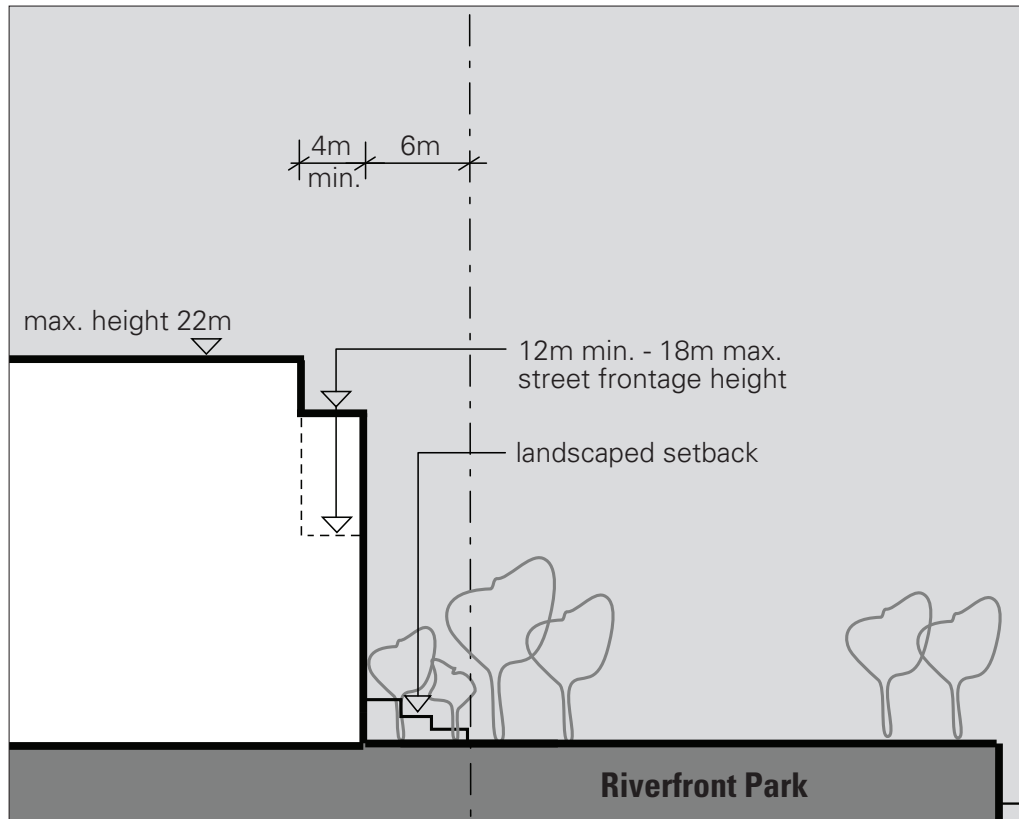 4m
min.
6m
max. height 22m
12m min. - 18m max.
street frontage height
landscaped setback
Riverfront Park